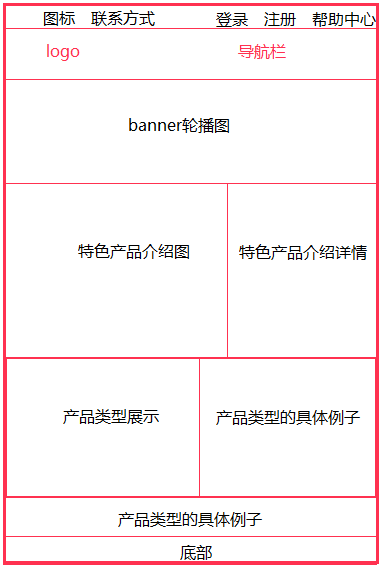 图标 联系方式 登录 注册 帮助中心
logo 导航栏
banner轮播图
特色产品介绍图 特色产品介绍详情
产品类型展示 产品类型的具体例子
产品类型的具体例子
底部